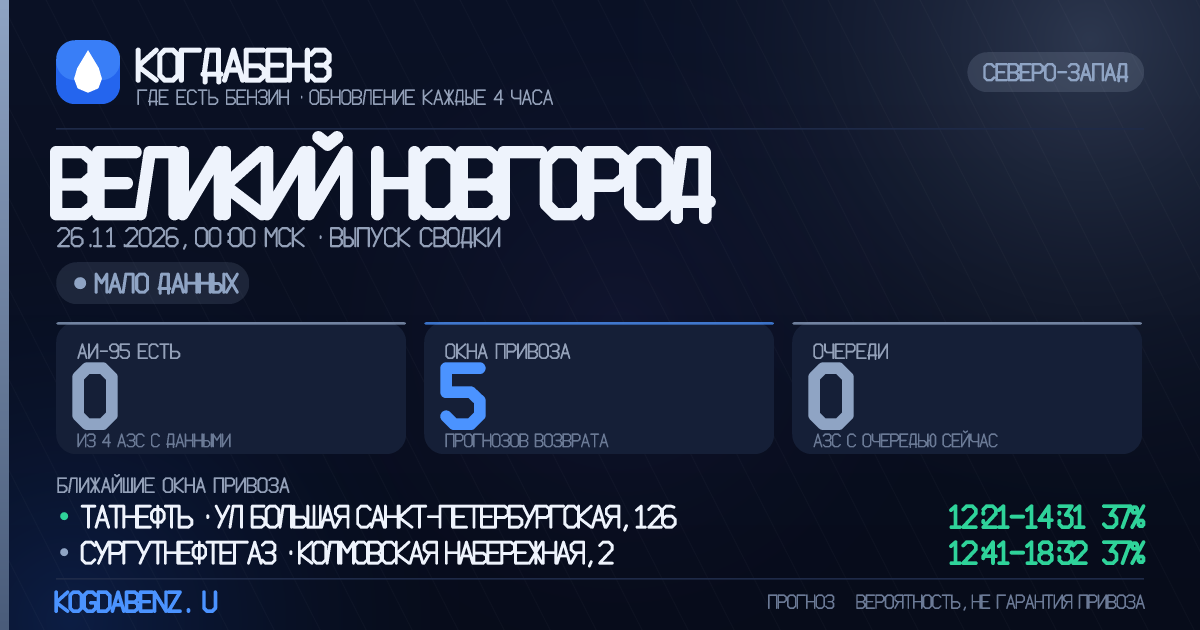 КОГДАБЕНЗ
ГДЕ ЕСТЬ БЕНЗИН · ОБНОВЛЕНИЕ КАЖДЫЕ 4 ЧАСА
СЕВЕРО-ЗАПАД
ВЕЛИКИЙ НОВГОРОД
26.11.2026, 00:00 МСК · ВЫПУСК СВОДКИ
МАЛО ДАННЫХ
АИ-95 ЕСТЬ
0
ИЗ 4 АЗС С ДАННЫМИ
ОКНА ПРИВОЗА
5
ПРОГНОЗОВ ВОЗВРАТА
ОЧЕРЕДИ
0
АЗС С ОЧЕРЕДЬЮ СЕЙЧАС
БЛИЖАЙШИЕ ОКНА ПРИВОЗА
• ТАТНЕФТЬ · УЛ БОЛЬШАЯ САНКТ-ПЕТЕРБУРГСКАЯ, 126 12:21-14:31 37%
• СУРГУТНЕФТЕГАЗ · КОЛМОВСКАЯ НАБЕРЕЖНАЯ, 2 12:41-18:32 37%
KOGDABENZ. U
ПРОГНОЗ ВЕРОЯТНОСТЬ, НЕ ГАРАНТИЯ ПРИВОЗА